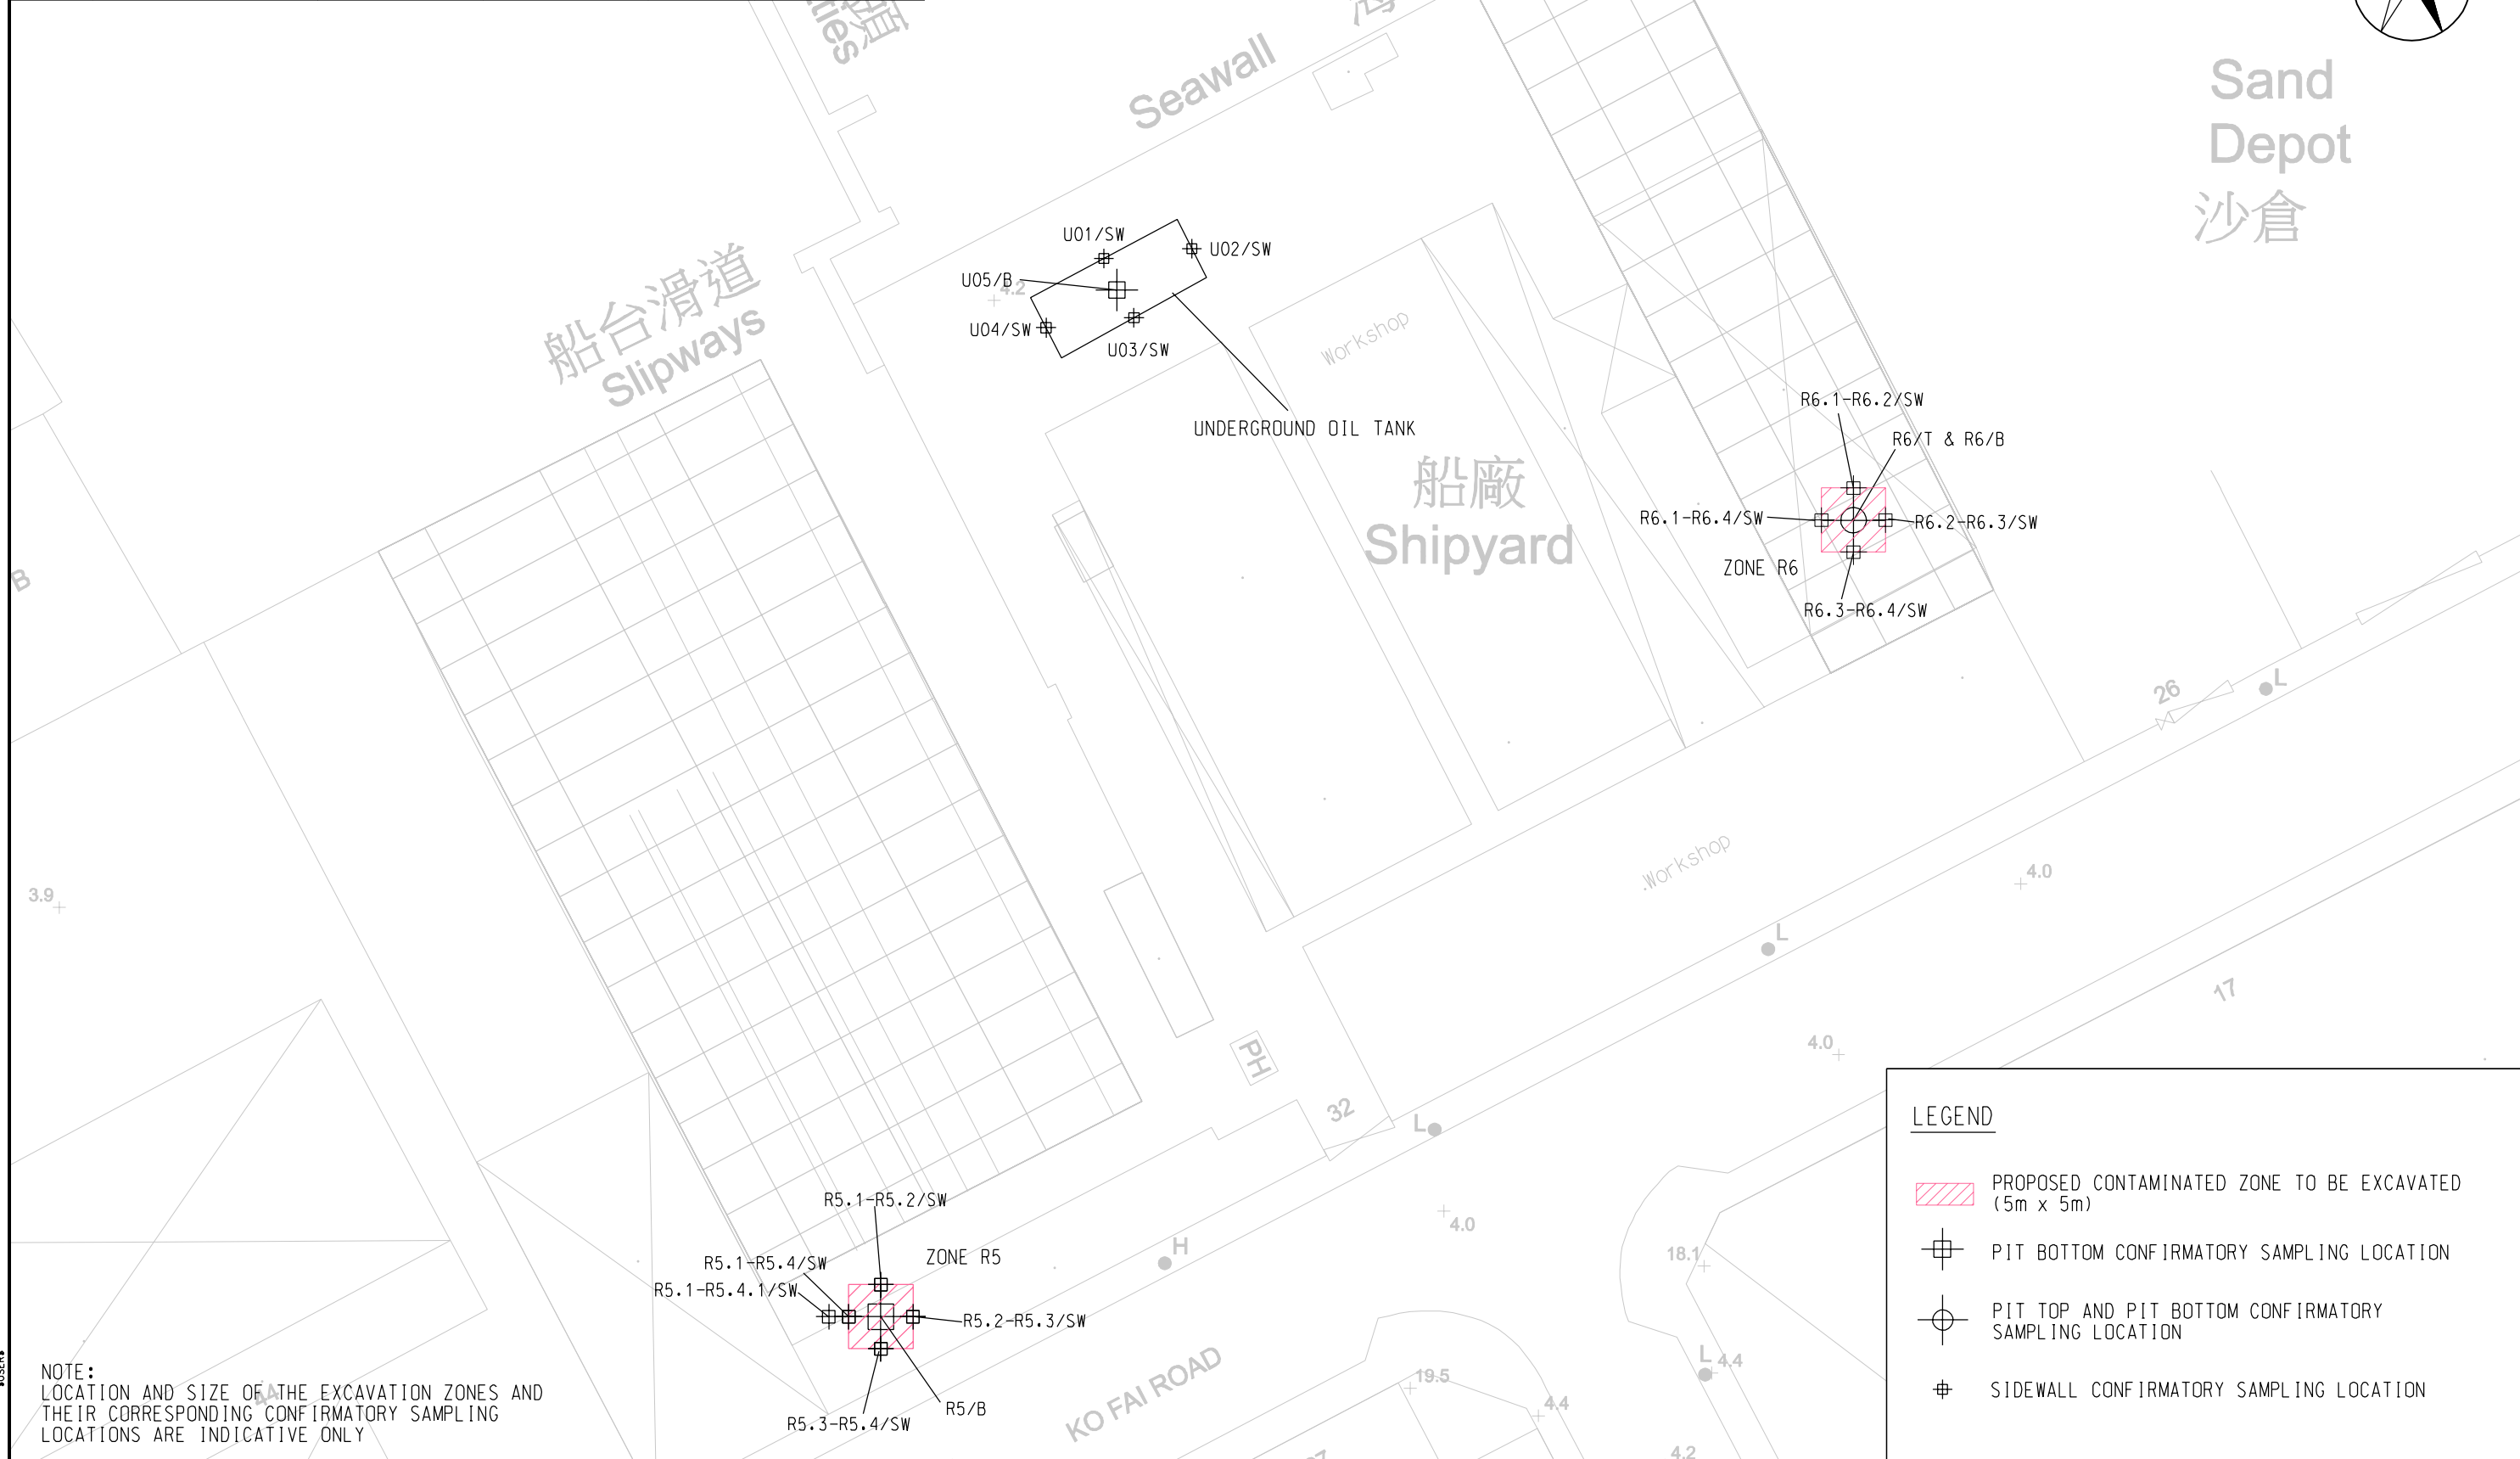 Seawall
Sand
Depot
沙倉
船台滑道
Slipways
U01/SW
U02/SW
U05/B
4.2
U04/SW
U03/SW
UNDERGROUND OIL TANK
Workshop
船廠
Shipyard
R6.1-R6.2/SW
R6/T & R6/B
R6.1-R6.4/SW
R6.2-R6.3/SW
ZONE R6
R6.3-R6.4/SW
B
26
L
3.9
Workshop
4.0
L
17
PH
4.0
32
L
4.0
H
18.1
R5.1-R5.2/SW
ZONE R5
R5.1-R5.4/SW
R5.1-R5.4.1/SW
R5.2-R5.3/SW
R5/B
R5.3-R5.4/SW
KO FAI ROAD
19.5
L
4.4
4.4
4.2
44
NOTE:
LOCATION AND SIZE OF THE EXCAVATION ZONES AND
THEIR CORRESPONDING CONFIRMATORY SAMPLING
LOCATIONS ARE INDICATIVE ONLY
LEGEND
PROPOSED CONTAMINATED ZONE TO BE EXCAVATED
(5m x 5m)
PIT BOTTOM CONFIRMATORY SAMPLING LOCATION
PIT TOP AND PIT BOTTOM CONFIRMATORY
SAMPLING LOCATION
SIDEWALL CONFIRMATORY SAMPLING LOCATION